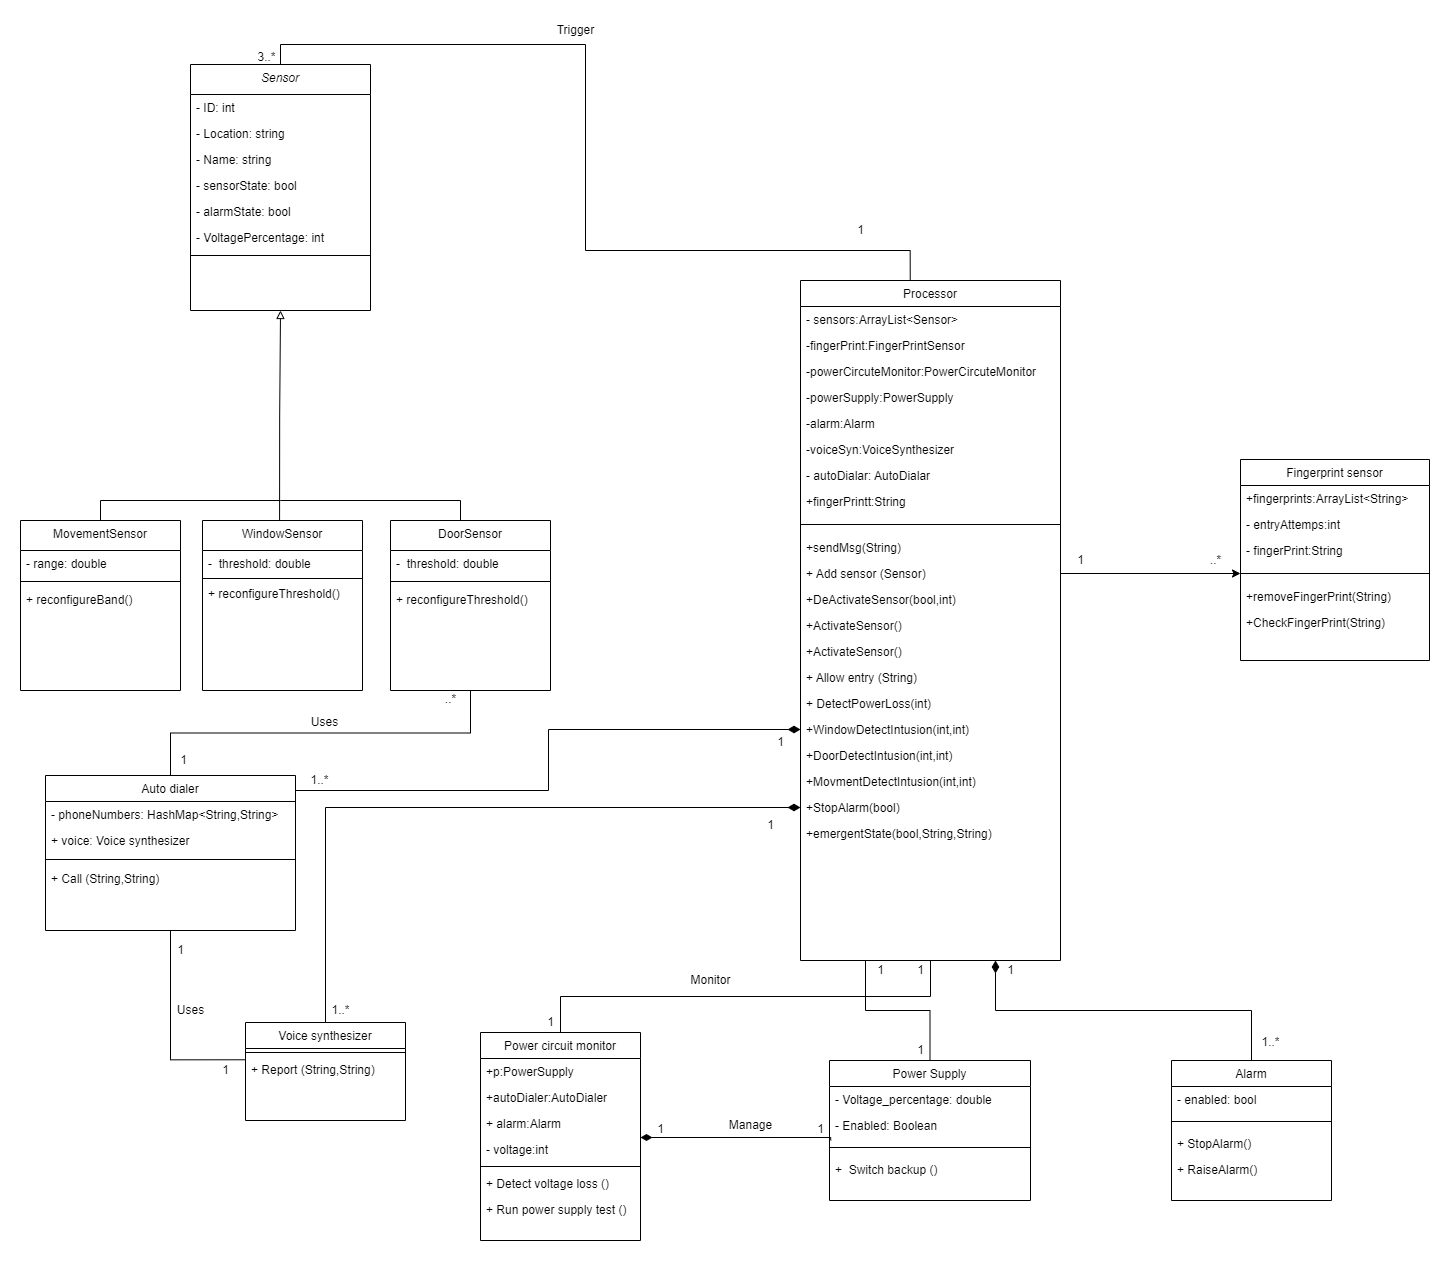 Trigger
3..*
Sensor
- ID: int
- Location: string
- Name: string
- sensorState: bool
- alarmState: bool
- VoltagePercentage: int
1
Processor
- sensors:ArrayList<Sensor>
-fingerPrint:FingerPrintSensor
-powerCircuteMonitor:PowerCircuteMonitor
-powerSupply:PowerSupply
-alarm:Alarm
-voiceSyn:VoiceSynthesizer
- autoDialar: AutoDialar
+fingerPrintt:String
+sendMsg(String)
+ Add sensor (Sensor)
+DeActivateSensor(bool,int)
+ActivateSensor()
+ActivateSensor()
+ Allow entry (String)
+ DetectPowerLoss(int)
+WindowDetectIntusion(int,int)
+DoorDetectIntusion(int,int)
+MovmentDetectIntusion(int,int)
+StopAlarm(bool)
+emergentState(bool,String,String)
1
..*
Fingerprint sensor
+fingerprints:ArrayList<String>
- entryAttemps:int
- fingerPrint:String
+removeFingerPrint(String)
+CheckFingerPrint(String)
MovementSensor
- range: double
+ reconfigureBand()
WindowSensor
- threshold: double
+ reconfigureThreshold()
DoorSensor
- threshold: double
+ reconfigureThreshold()
..*
Uses
1
1
1..*
Auto dialer
- phoneNumbers: HashMap<String,String>
+ voice: Voice synthesizer
+ Call (String,String)
1
1
Uses
1..*
1
Voice synthesizer
+ Report (String,String)
Monitor
1
1
1
1
1
Power circuit monitor
+p:PowerSupply
+autoDialer:AutoDialer
+ alarm:Alarm
- voltage:int
+ Detect voltage loss ()
+ Run power supply test ()
1
Manage
1
Power Supply
- Voltage_percentage: double
- Enabled: Boolean
+ Switch backup ()
1..*
Alarm
- enabled: bool
+ StopAlarm()
+ RaiseAlarm()